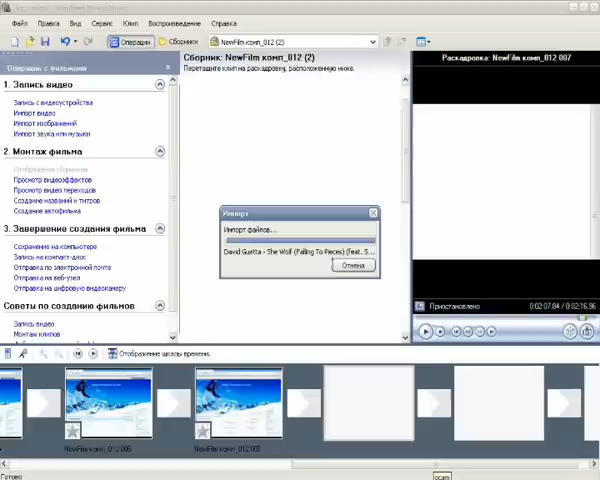 Файл Правка Вид Сервис Клип Воспроизведение Справка
Операции Сборники NewFilm комп_012 (2)
Операции с фильмами
1. Запись видео
Запись с видеоустройства
Импорт видео
Импорт изображений
Импорт звука или музыки
2. Монтаж фильма
Отображение сборников
Просмотр видеоэффектов
Просмотр видео переходов
Создание названий и титров
Создание автофильма
3. Завершение создания фильма
Сохранение на компьютере
Запись на компакт-диск
Отправка по электронной почте
Отправка на веб-узел
Отправка на цифровую видеокамеру
Советы по созданию фильмов
Запись видео
Монтаж клипов
Сборник: NewFilm комп_012 (2)
Перетащите клип на раскадровку, расположенную ниже.
Импорт
Импорт файлов...
David Guetta - She Wolf (Falling To Pieces) (feat. S...
Отмена
Раскадровка: NewFilm комп_012 007
Приостановлено 0:02:07.84 / 0:02:16.96
Отображение шкалы времени.
NewFilm комп_012 006 NewFilm комп_012 005
Готово
ocam